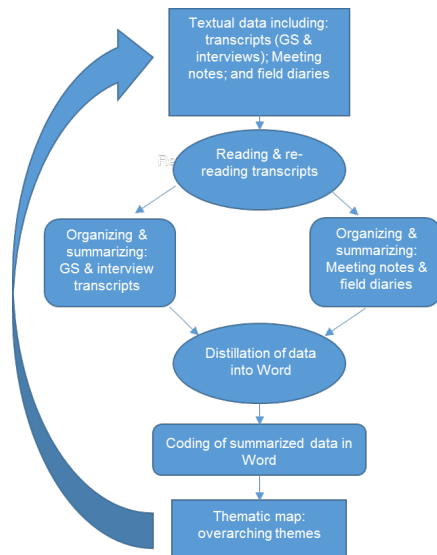 Textual data including:
transcripts (GS &
interviews); Meeting
notes; and field diaries
Reading & re-
reading transcripts
Organizing &
summarizing:
GS & interview
transcripts
Organizing &
summarizing:
Meeting notes &
field diaries
Distillation of data
into Word
Coding of summarized data in
Word
Thematic map:
overarching themes